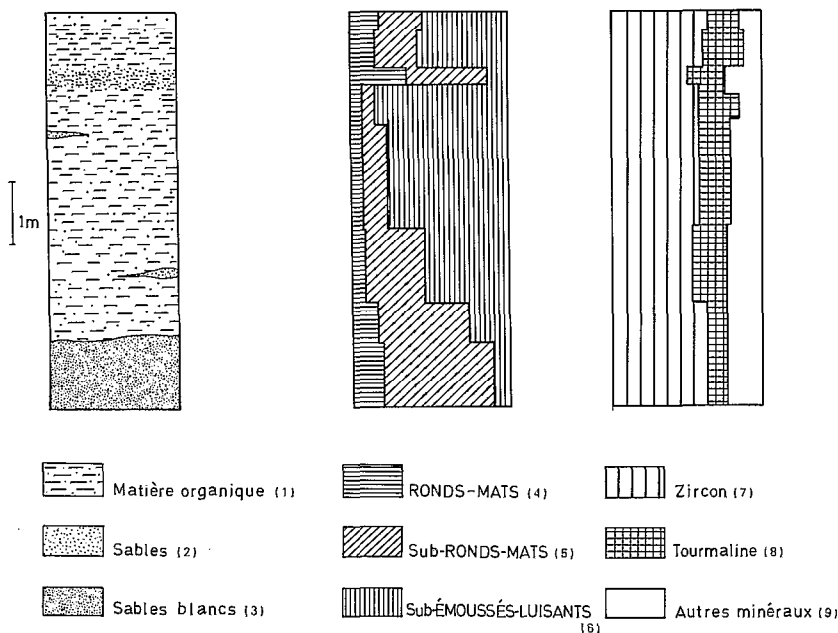 1m
Matière organique (1)
RONDS-MATS (4)
Zircon (7)
Sables (2)
Sub-RONDS-MATS (5)
Tourmaline (8)
Sables blancs (3)
Sub-ÉMOUSSÉS-LUISANTS (6)
Autres minéraux (9)